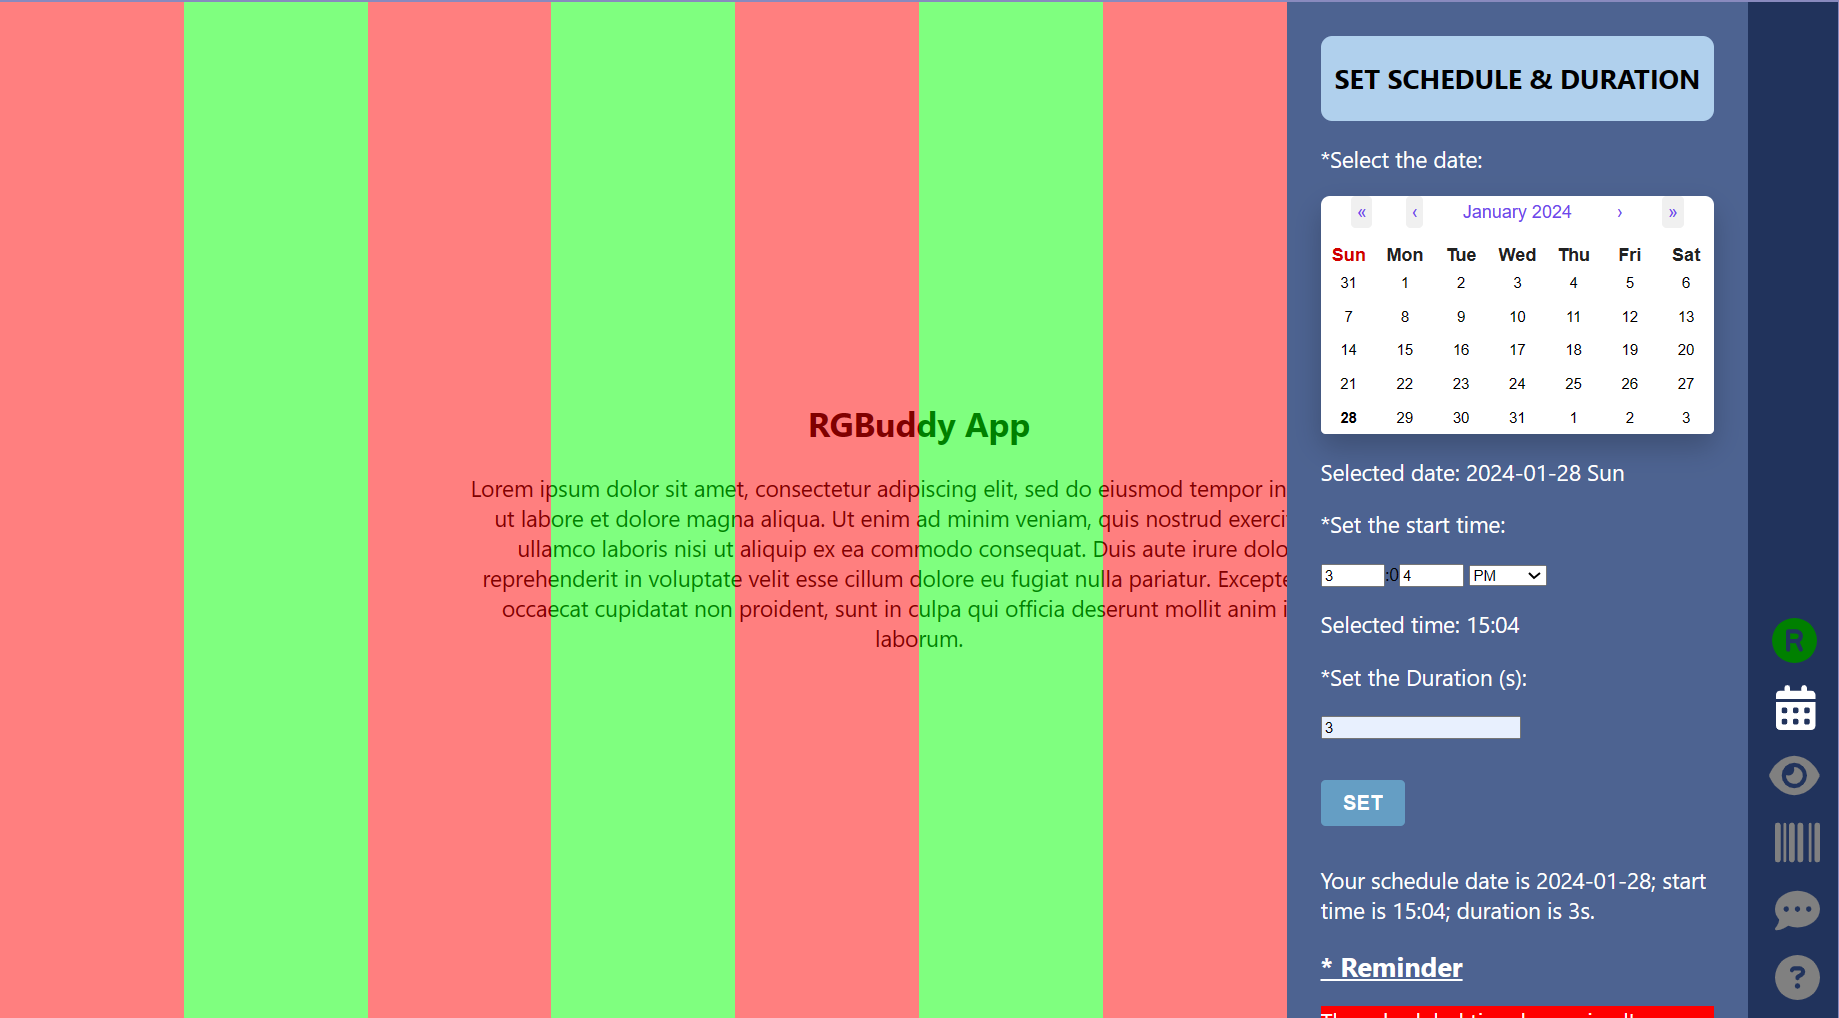 RGBuddy App
Lorem ipsum dolor sit amet, consectetur adipiscing elit, sed do eiusmod tempor in
ut labore et dolore magna aliqua. Ut enim ad minim veniam, quis nostrud exerci
ullamco laboris nisi ut aliquip ex ea commodo consequat. Duis aute irure dolo
reprehenderit in voluptate velit esse cillum dolore eu fugiat nulla pariatur. Excepte
occaecat cupidatat non proident, sunt in culpa qui officia deserunt mollit anim i
laborum.
SET SCHEDULE & DURATION
*Select the date:
« ‹ January 2024 › »
Sun Mon Tue Wed Thu Fri Sat
31 1 2 3 4 5 6
7 8 9 10 11 12 13
14 15 16 17 18 19 20
21 22 23 24 25 26 27
28 29 30 31 1 2 3
Selected date: 2024-01-28 Sun
*Set the start time:
3 :0 4 PM
Selected time: 15:04
*Set the Duration (s):
3
SET
Your schedule date is 2024-01-28; start
time is 15:04; duration is 3s.
* Reminder
R
?